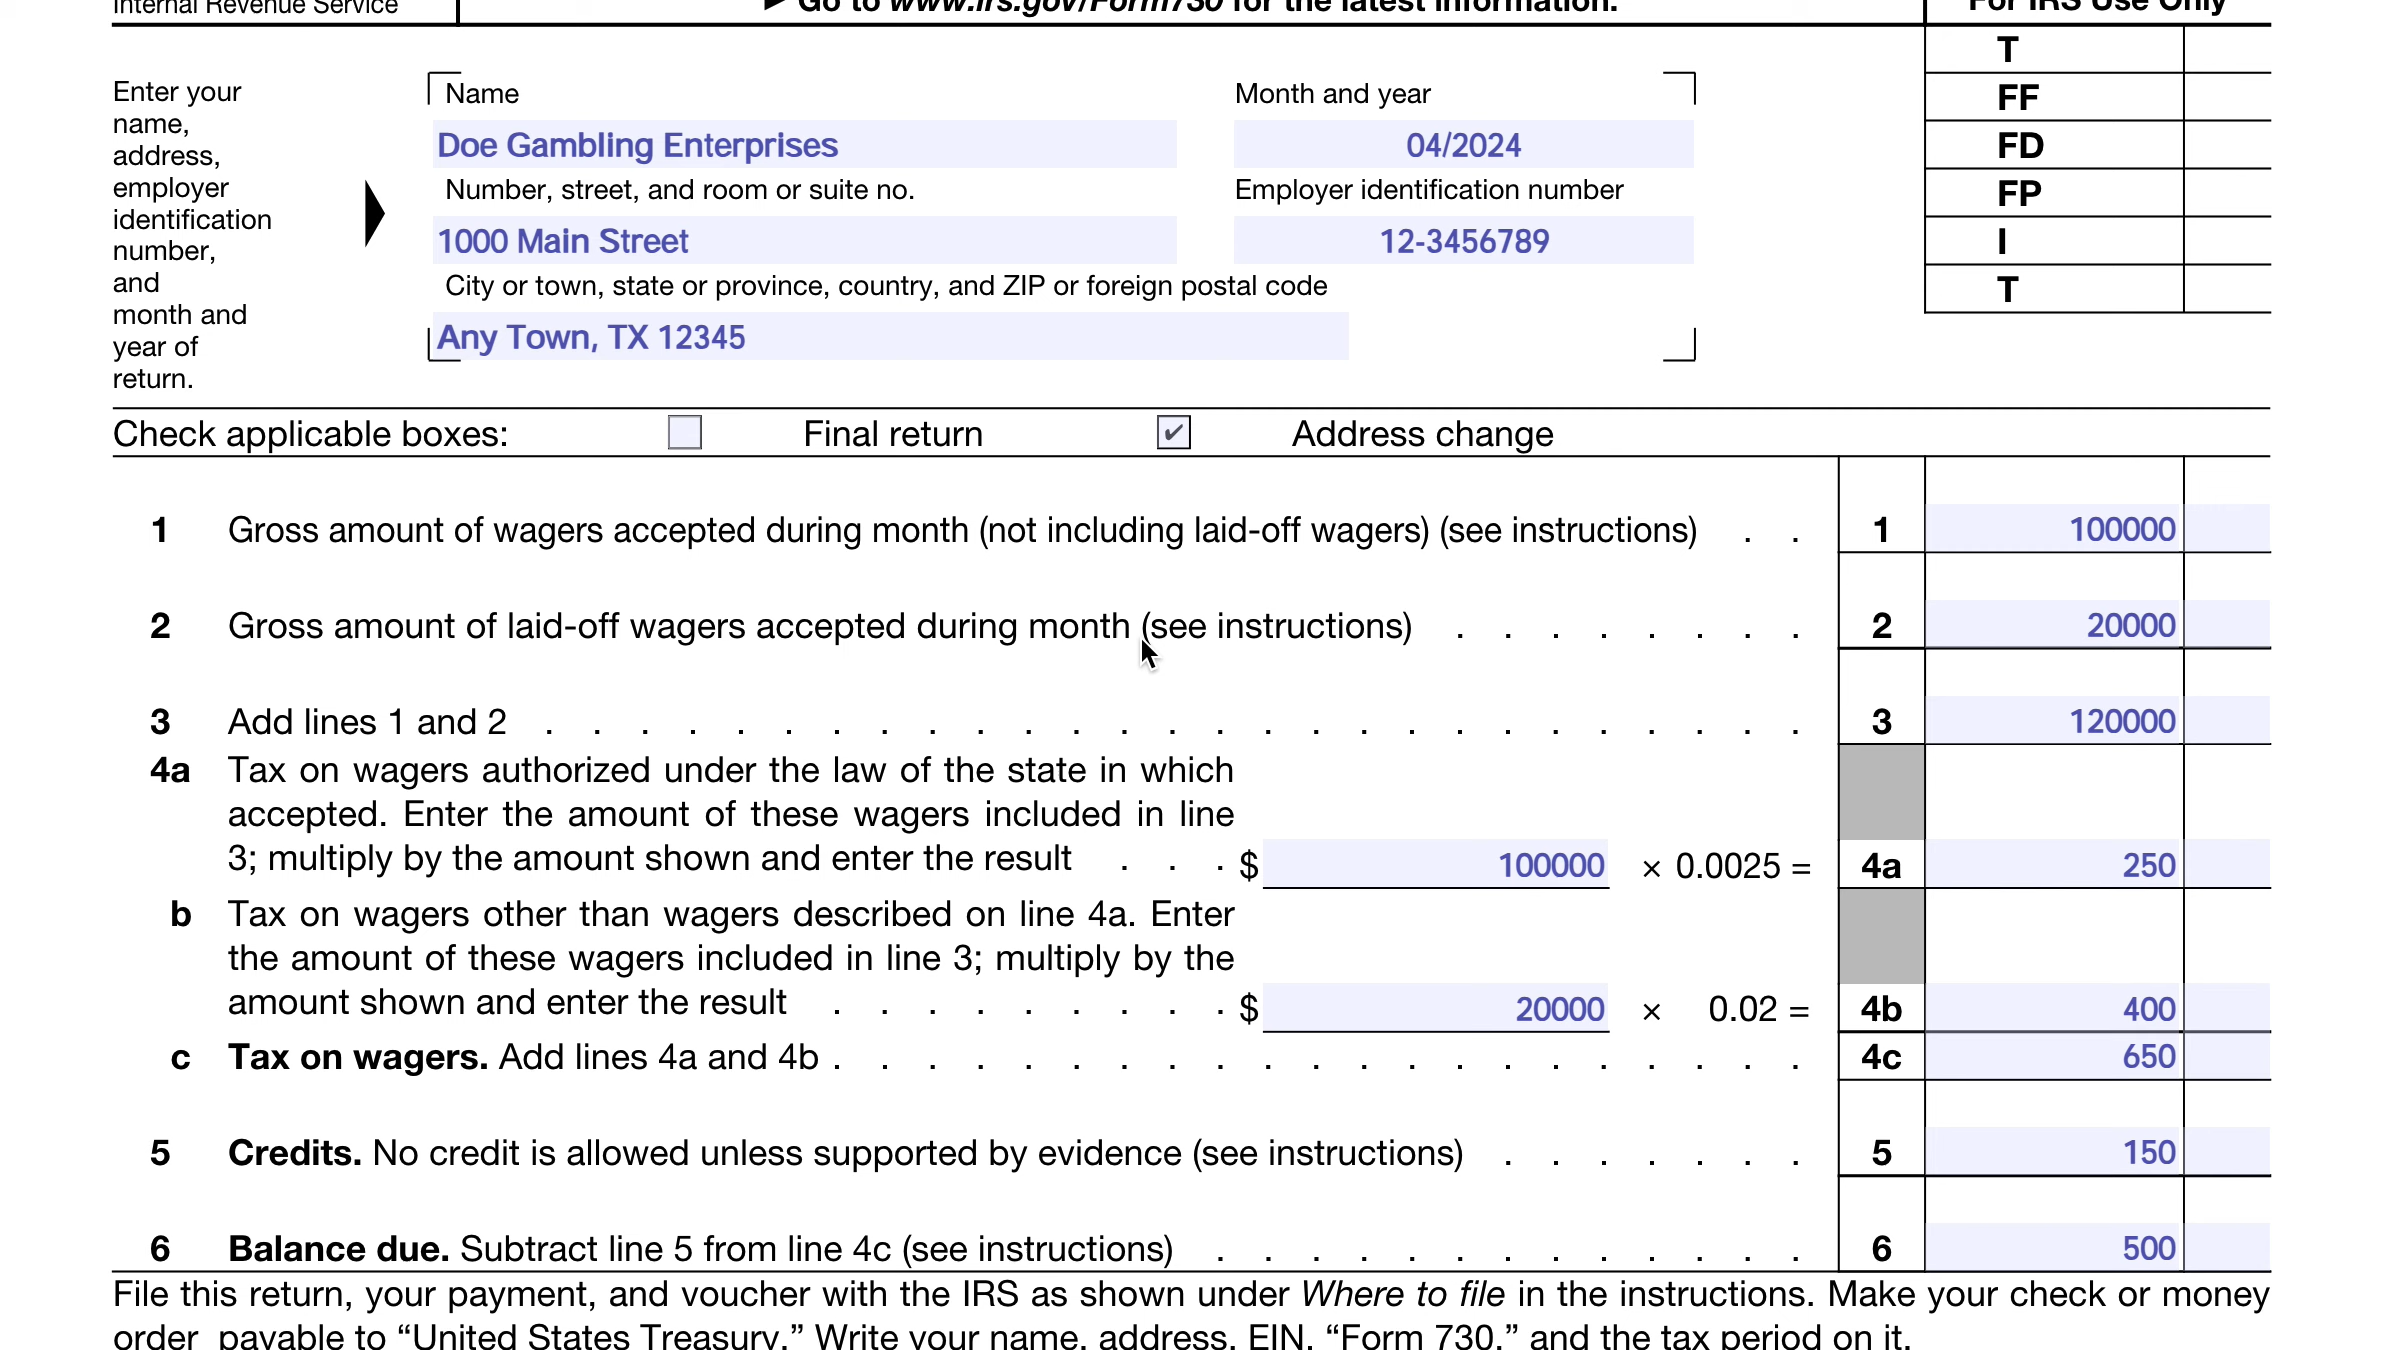 Internal Revenue Service
▶ Go to www.irs.gov/Form730 for the latest information.
For IRS Use Only
T
FF
FD
FP
I
T
Enter your
name,
address,
employer
identification
number,
and
month and
year of
return.
Name
Month and year
Doe Gambling Enterprises
04/2024
Number, street, and room or suite no.
Employer identification number
1000 Main Street
12-3456789
City or town, state or province, country, and ZIP or foreign postal code
Any Town, TX 12345
Check applicable boxes: Final return ✔ Address change
1 Gross amount of wagers accepted during month (not including laid-off wagers) (see instructions) . . 1 100000
2 Gross amount of laid-off wagers accepted during month (see instructions) . . . . . . . . 2 20000
3 Add lines 1 and 2 . . . . . . . . . . . . . . . . . . . . . . . . . . . 3 120000
4a Tax on wagers authorized under the law of the state in which
accepted. Enter the amount of these wagers included in line
3; multiply by the amount shown and enter the result . . . $ 100000 × 0.0025 = 4a 250
b Tax on wagers other than wagers described on line 4a. Enter
the amount of these wagers included in line 3; multiply by the
amount shown and enter the result . . . . . . . . . $ 20000 × 0.02 = 4b 400
c Tax on wagers. Add lines 4a and 4b . . . . . . . . . . . . . . . . . . . . . 4c 650
5 Credits. No credit is allowed unless supported by evidence (see instructions) . . . . . . . 5 150
6 Balance due. Subtract line 5 from line 4c (see instructions) . . . . . . . . . . . . . 6 500
File this return, your payment, and voucher with the IRS as shown under Where to file in the instructions. Make your check or money
order payable to “United States Treasury.” Write your name, address, EIN, “Form 730,” and the tax period on it.